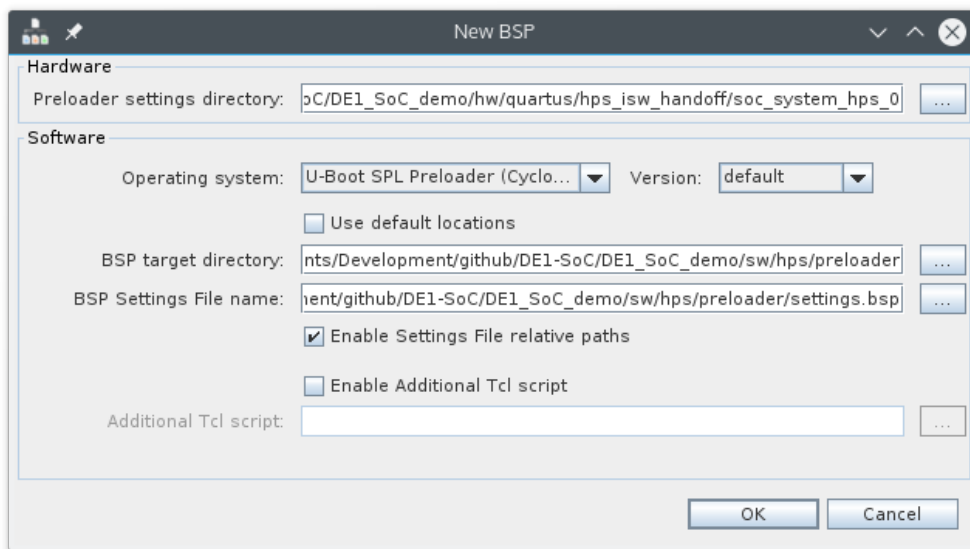 New BSP
Hardware
Preloader settings directory: oC/DE1_SoC_demo/hw/quartus/hps_isw_handoff/soc_system_hps_0 ...
Software
Operating system: U-Boot SPL Preloader (Cyclo... Version: default
Use default locations
BSP target directory: nts/Development/github/DE1-SoC/DE1_SoC_demo/sw/hps/preloader ...
BSP Settings File name: ment/github/DE1-SoC/DE1_SoC_demo/sw/hps/preloader/settings.bsp ...
Enable Settings File relative paths
Enable Additional Tcl script
Additional Tcl script: ...
OK Cancel